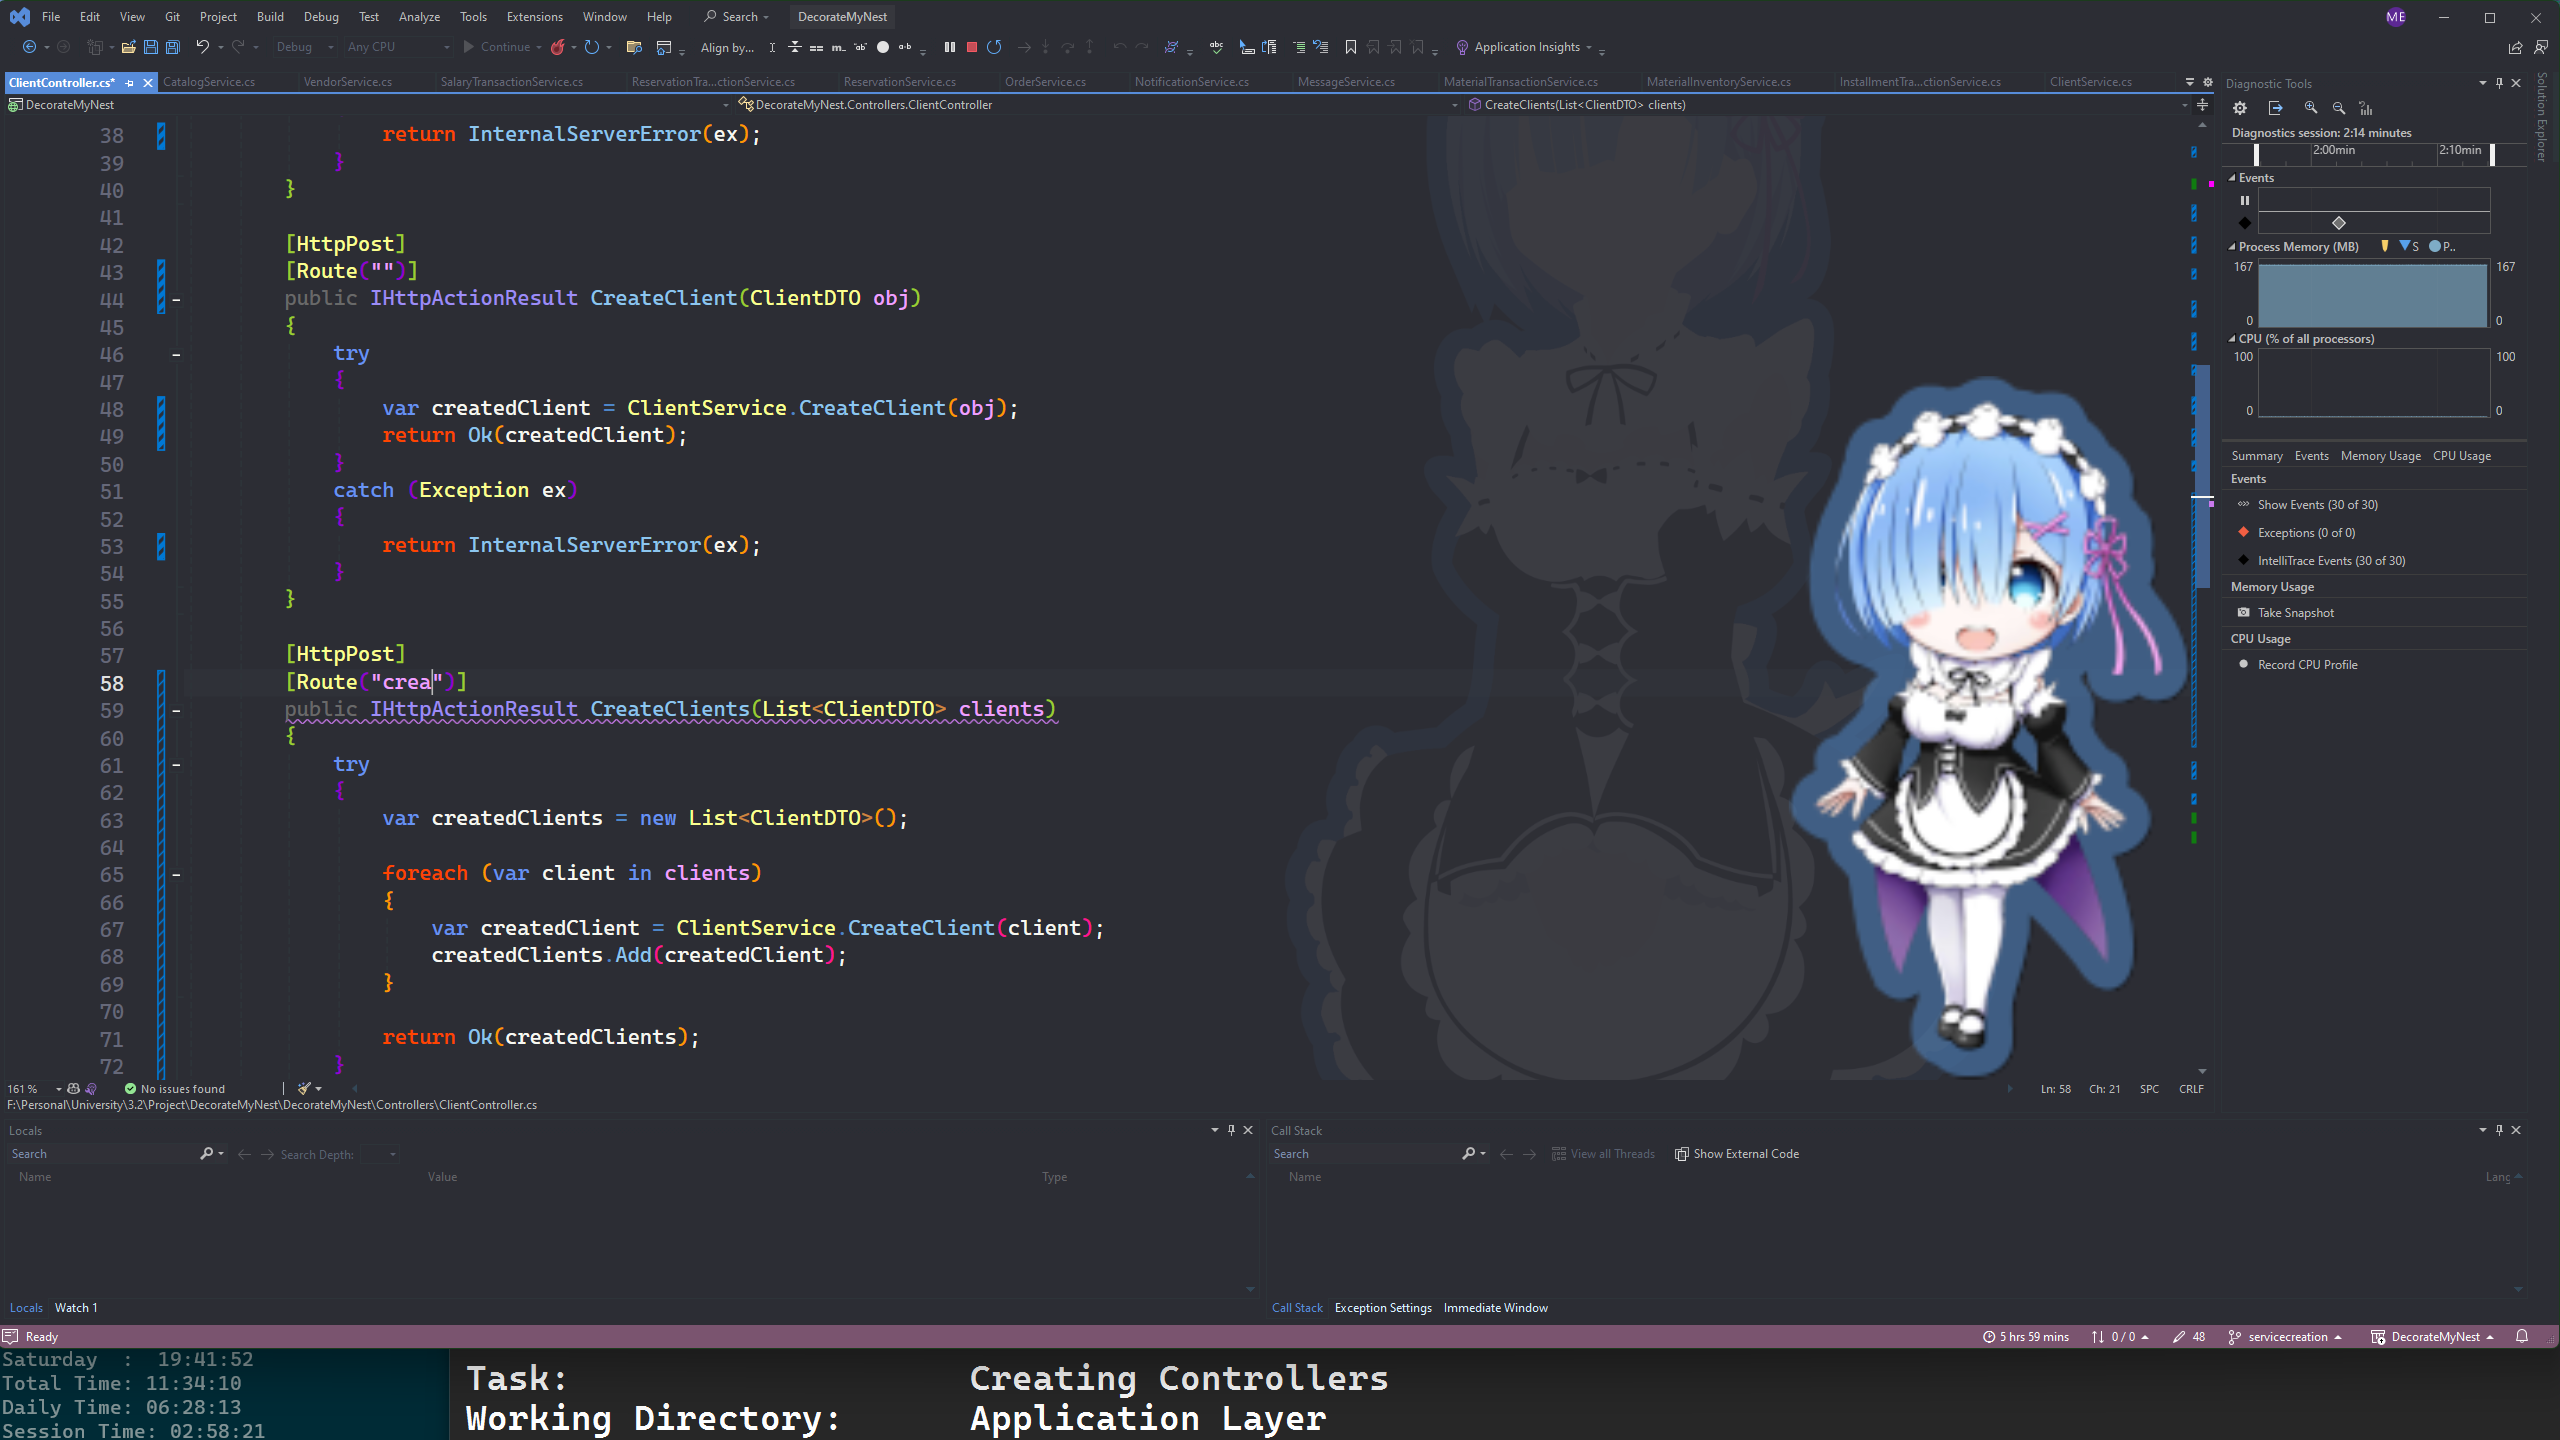 File Edit View Git Project Build Debug Test Analyze Tools Extensions Window Help Search DecorateMyNest ME
Debug Any CPU Continue Align by... Application Insights
ClientController.cs* CatalogService.cs VendorService.cs SalaryTransactionService.cs ReservationTra...ctionService.cs ReservationService.cs OrderService.cs NotificationService.cs MessageService.cs MaterialTransactionService.cs MaterialInventoryService.cs InstallmentTra...ctionService.cs ClientService.cs
DecorateMyNest DecorateMyNest.Controllers.ClientController CreateClients(List<ClientDTO> clients)
38 return InternalServerError(ex);
39 }
40 }
41
42 [HttpPost]
43 [Route("")]
44 public IHttpActionResult CreateClient(ClientDTO obj)
45 {
46 try
47 {
48 var createdClient = ClientService.CreateClient(obj);
49 return Ok(createdClient);
50 }
51 catch (Exception ex)
52 {
53 return InternalServerError(ex);
54 }
55 }
56
57 [HttpPost]
58 [Route("crea")]
59 public IHttpActionResult CreateClients(List<ClientDTO> clients)
60 {
61 try
62 {
63 var createdClients = new List<ClientDTO>();
64
65 foreach (var client in clients)
66 {
67 var createdClient = ClientService.CreateClient(client);
68 createdClients.Add(createdClient);
69 }
70
71 return Ok(createdClients);
72 }
161 % No issues found Ln: 58 Ch: 21 SPC CRLF
F:\Personal\University\3.2\Project\DecorateMyNest\DecorateMyNest\Controllers\ClientController.cs
Diagnostic Tools
Solution Explorer
Diagnostics session: 2:14 minutes
2:00min 2:10min
Events
Process Memory (MB) S P..
167 167
0 0
CPU (% of all processors)
100 100
0 0
Summary Events Memory Usage CPU Usage
Events
Show Events (30 of 30)
Exceptions (0 of 0)
IntelliTrace Events (30 of 30)
Memory Usage
Take Snapshot
CPU Usage
Record CPU Profile
Locals
Search Search Depth:
Name Value Type
Locals Watch 1
Call Stack
Search View all Threads Show External Code
Name Lang
Call Stack Exception Settings Immediate Window
Ready 5 hrs 59 mins 0 / 0 48 servicecreation DecorateMyNest
Saturday : 19:41:52
Total Time: 11:34:10
Daily Time: 06:28:13
Session Time: 02:58:21
Task: Creating Controllers
Working Directory: Application Layer